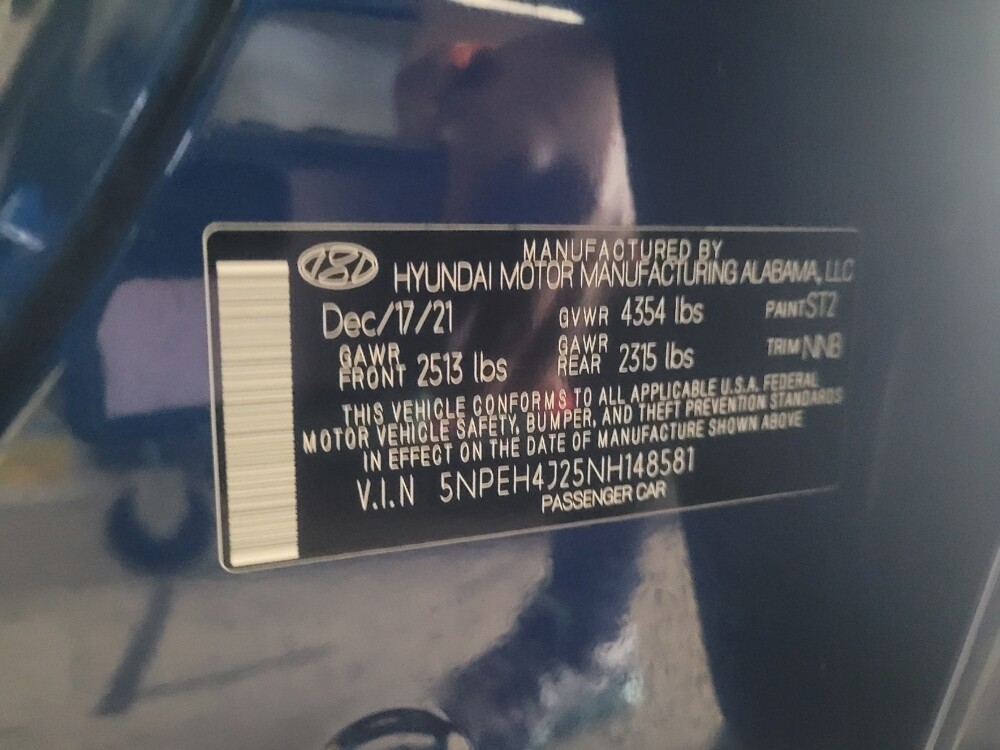 MANUFACTURED BY
HYUNDAI MOTOR MANUFACTURING ALABAMA, LLC
Dec/17/21 GVWR 4354 lbs PAINT ST2
GAWR FRONT 2513 lbs GAWR REAR 2315 lbs TRIM NNB
THIS VEHICLE CONFORMS TO ALL APPLICABLE U.S.A. FEDERAL
MOTOR VEHICLE SAFETY, BUMPER, AND THEFT PREVENTION STANDARDS
IN EFFECT ON THE DATE OF MANUFACTURE SHOWN ABOVE
V.I.N 5NPEH4J25NH148581
PASSENGER CAR